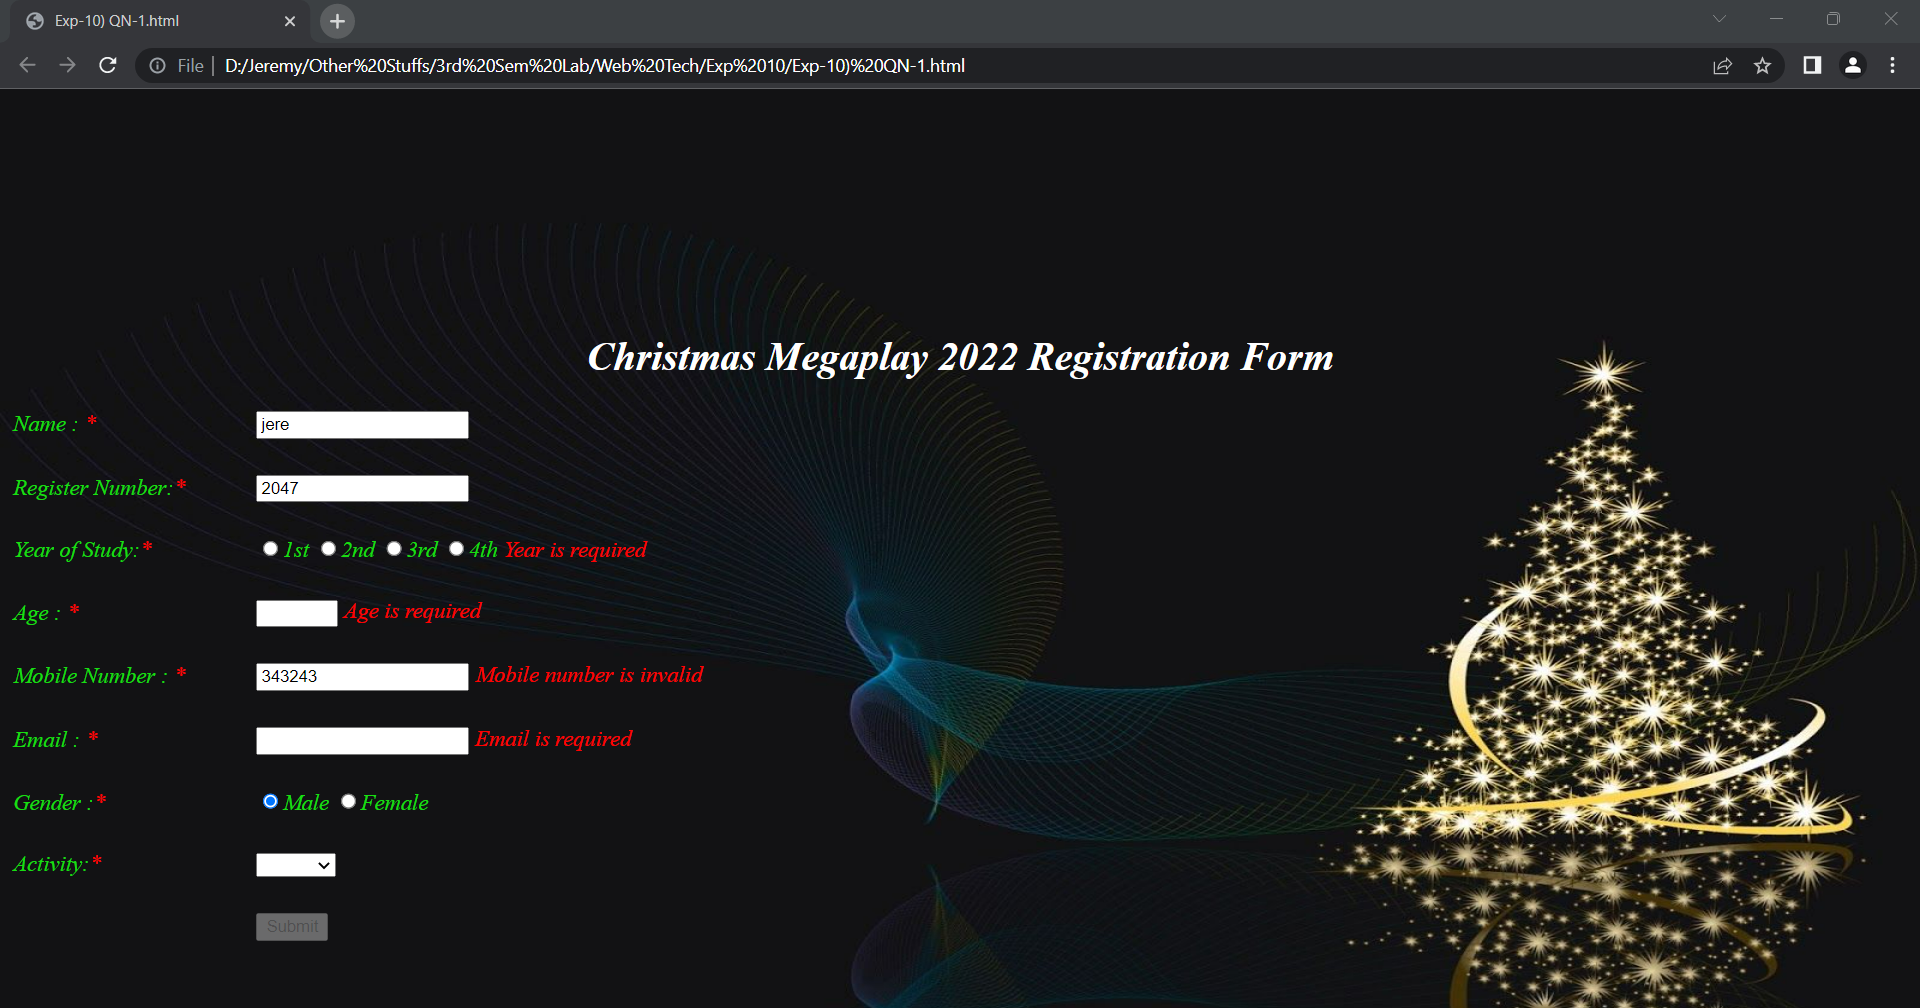 Exp-10) QN-1.html
File | D:/Jeremy/Other%20Stuffs/3rd%20Sem%20Lab/Web%20Tech/Exp%2010/Exp-10)%20QN-1.html
Christmas Megaplay 2022 Registration Form
Name : * jere
Register Number:* 2047
Year of Study:* 1st 2nd 3rd 4th Year is required
Age : * Age is required
Mobile Number : * 343243 Mobile number is invalid
Email : * Email is required
Gender :* Male Female
Activity:*
Submit